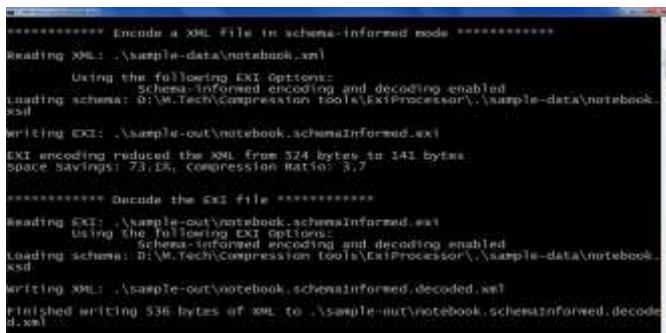 ************ Encode a XML file in schema-informed mode ************
Reading XML: .\sample-data\notebook.xml
Using the following EXI Options:
Schema-informed encoding and decoding enabled
Loading schema: D:\M.Tech\Compression tools\ExiProcessor\.\sample-data\notebook.
xsd
Writing EXI: .\sample-out\notebook.schemaInformed.exi
EXI encoding reduced the XML from 524 bytes to 141 bytes
Space Savings: 73.1%, Compression Ratio: 3.7
************ Decode the EXI file ************
Reading EXI: .\sample-out\notebook.schemaInformed.exi
Using the following EXI Options:
Schema-informed encoding and decoding enabled
Loading schema: D:\M.Tech\Compression tools\ExiProcessor\.\sample-data\notebook.
xsd
Writing XML: .\sample-out\notebook.schemaInformed.decoded.xml
Finished writing 536 bytes of XML to .\sample-out\notebook.schemaInformed.decode
d.xml